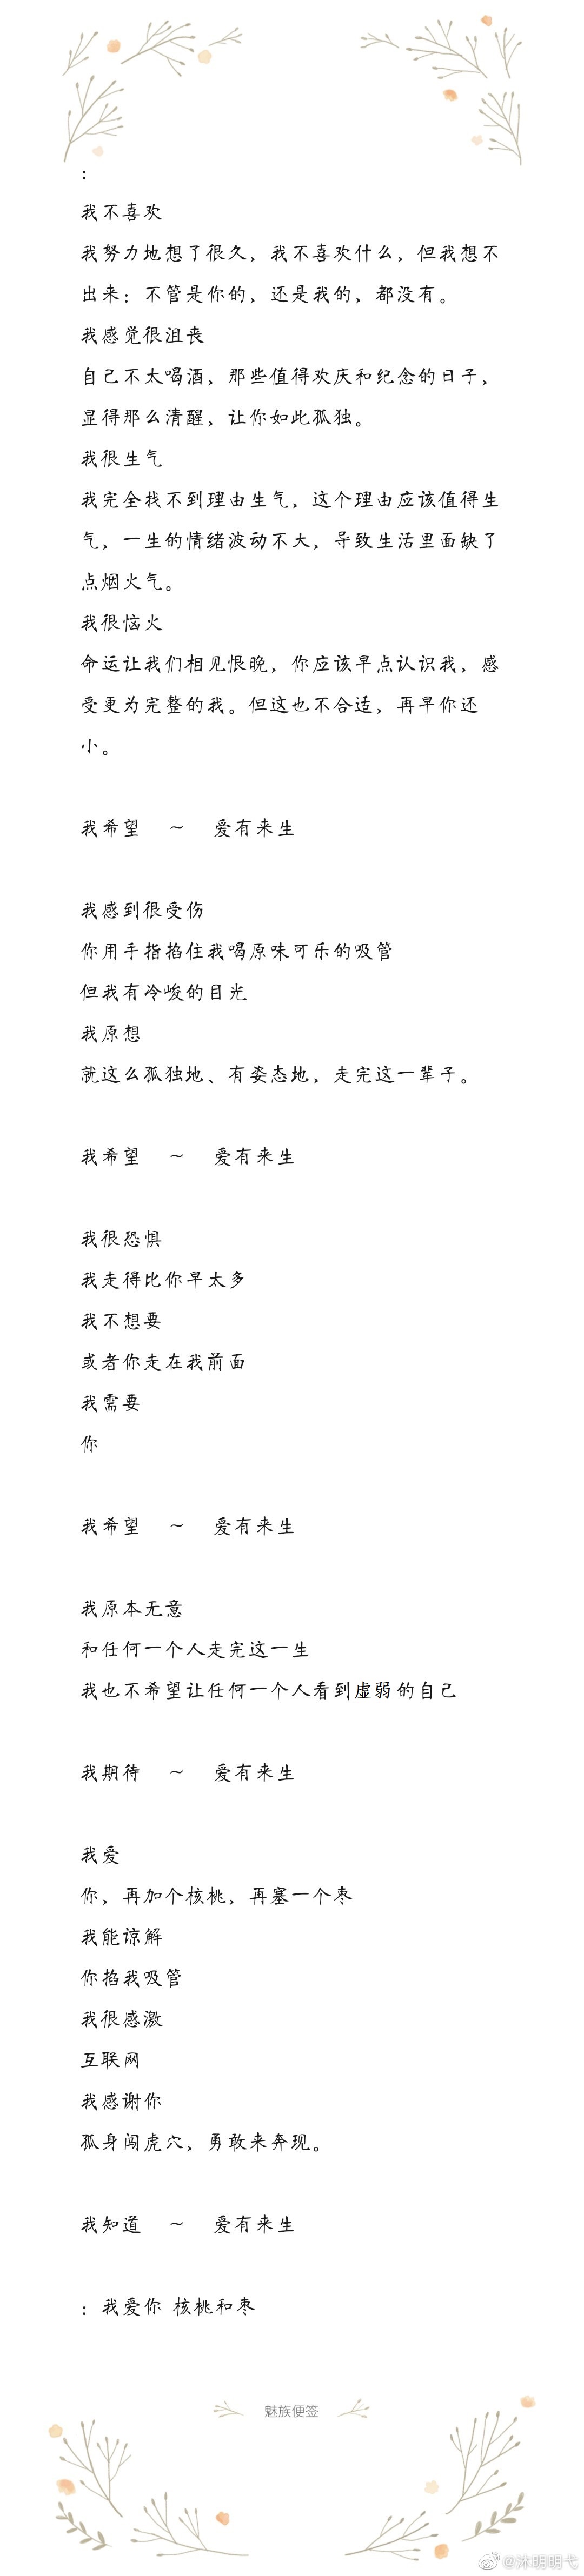 ：
我不喜欢
我努力地想了很久，我不喜欢什么，但我想不
出来：不管是你的，还是我的，都没有。
我感觉很沮丧
自己不太喝酒，那些值得欢庆和纪念的日子，
显得那么清醒，让你如此孤独。
我很生气
我完全找不到理由生气，这个理由应该值得生
气，一生的情绪波动不大，导致生活里面缺了
点烟火气。
我很恼火
命运让我们相见恨晚，你应该早点认识我，感
受更为完整的我。但这也不合适，再早你还
小。
我希望 ～ 爱有来生
我感到很受伤
你用手指掐住我喝原味可乐的吸管
但我有冷峻的目光
我原想
就这么孤独地、有姿态地，走完这一辈子。
我希望 ～ 爱有来生
我很恐惧
我走得比你早太多
我不想要
或者你走在我前面
我需要
你
我希望 ～ 爱有来生
我原本无意
和任何一个人走完这一生
我也不希望让任何一个人看到虚弱的自己
我期待 ～ 爱有来生
我爱
你，再加个核桃，再塞一个枣
我能谅解
你掐我吸管
我很感激
互联网
我感谢你
孤身闯虎穴，勇敢来奔现。
我知道 ～ 爱有来生
：我爱你 核桃和枣
魅族便签
@沐明明弋